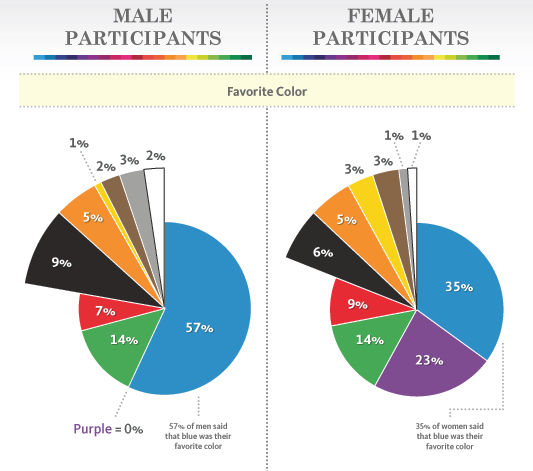 MALE
PARTICIPANTS
FEMALE
PARTICIPANTS
Favorite Color
1%
2%
3%
2%
5%
9%
7%
14%
57%
Purple = 0%
57% of men said
that blue was their
favorite color
1%
1%
3%
3%
5%
6%
9%
14%
23%
35%
35% of women said
that blue was their
favorite color